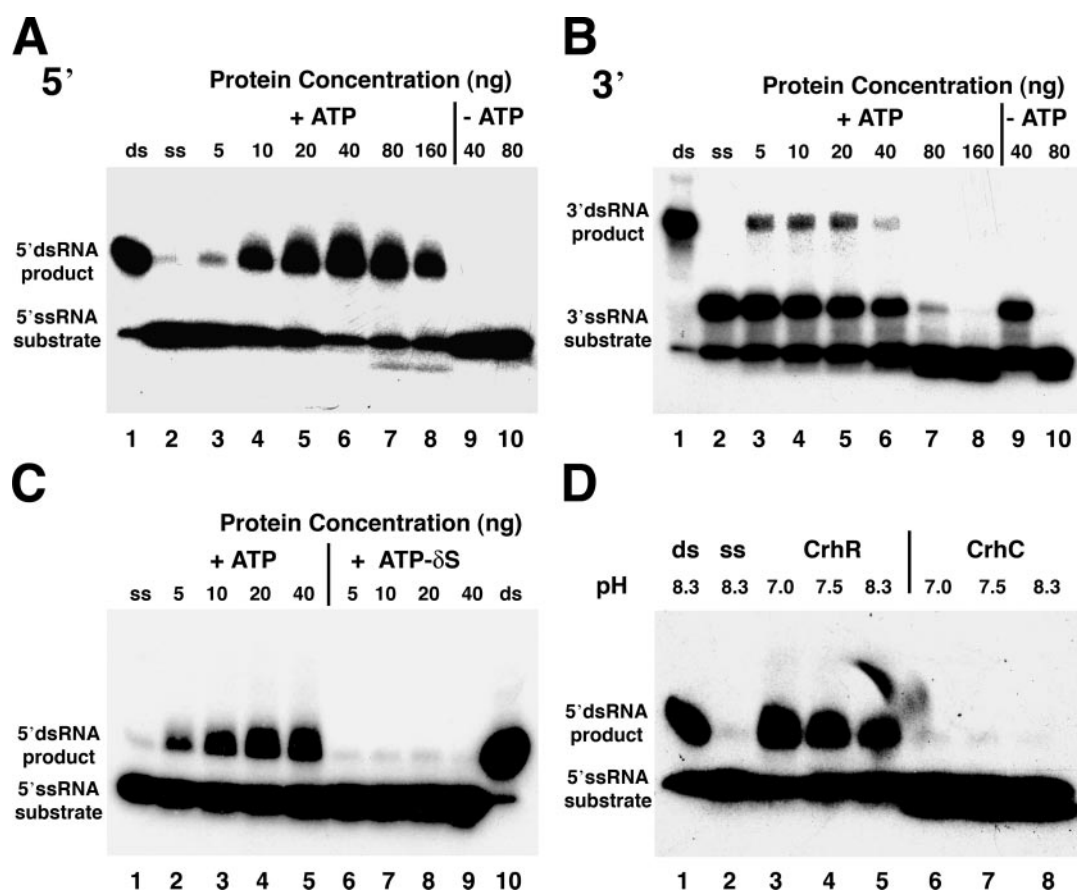 A
5’
Protein Concentration (ng)
+ ATP
- ATP
ds ss 5 10 20 40 80 160 40 80
5’dsRNA
product
5’ssRNA
substrate
1 2 3 4 5 6 7 8 9 10
B
3’
Protein Concentration (ng)
+ ATP
- ATP
ds ss 5 10 20 40 80 160 40 80
3’dsRNA
product
3’ssRNA
substrate
1 2 3 4 5 6 7 8 9 10
C
Protein Concentration (ng)
+ ATP
+ ATP-δS
ss 5 10 20 40 5 10 20 40 ds
5’dsRNA
product
5’ssRNA
substrate
1 2 3 4 5 6 7 8 9 10
D
ds ss CrhR CrhC
pH 8.3 8.3 7.0 7.5 8.3 7.0 7.5 8.3
5’dsRNA
product
5’ssRNA
substrate
1 2 3 4 5 6 7 8